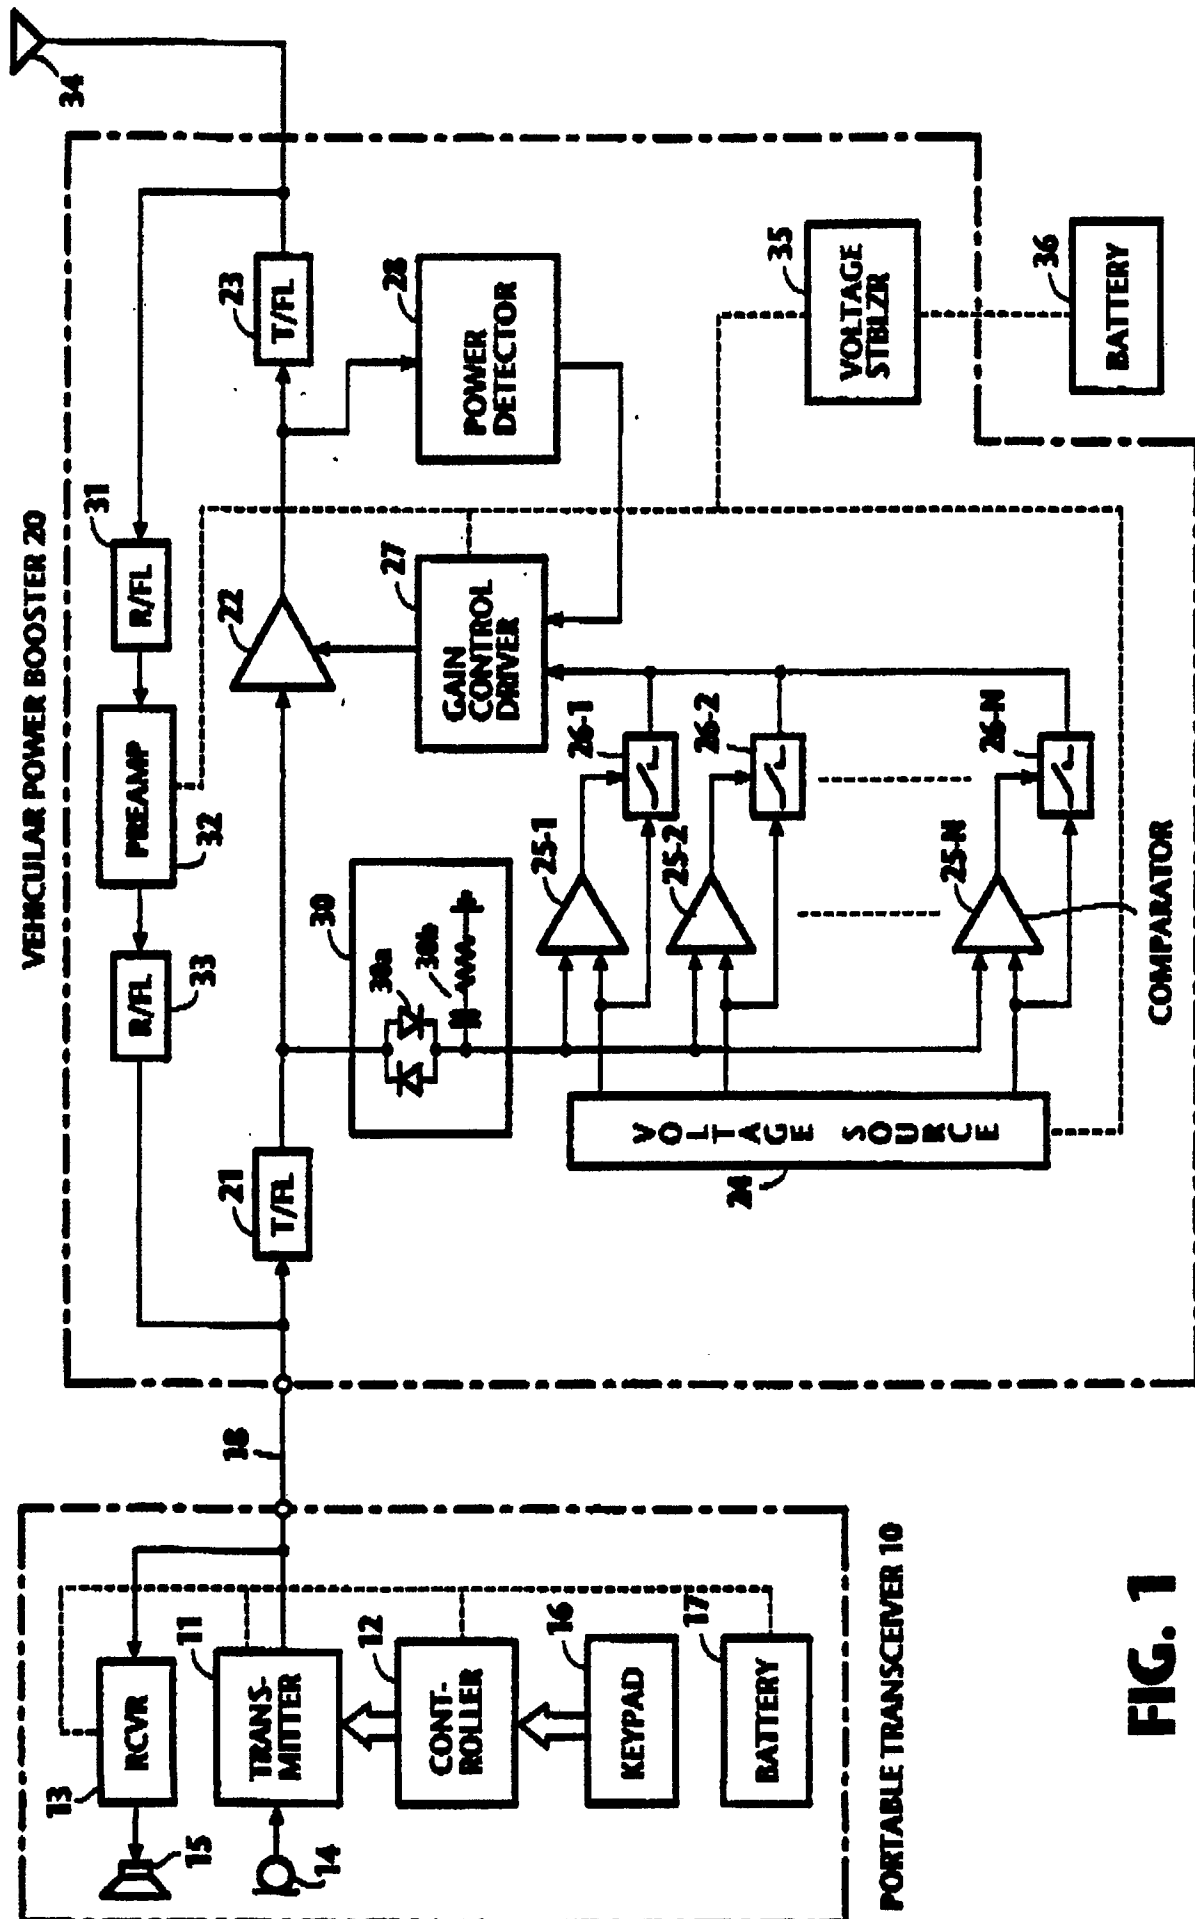 VEHICULAR POWER BOOSTER 20
34
31
R/FL
PREAMP
32
R/FL
33
22
23
T/FL
21
T/FL
18
28
POWER
DETECTOR
27
GAIN
CONTROL
DRIVER
30
30a
30b
25-1
26-1
25-2
26-2
25-N
26-N
VOLTAGE SOURCE
24
COMPARATOR
35
VOLTAGE
STBLZR
36
BATTERY
13
RCVR
15
11
TRANS-
MITTER
14
12
CONT-
ROLLER
16
KEYPAD
17
BATTERY
PORTABLE TRANSCEIVER 10
FIG. 1